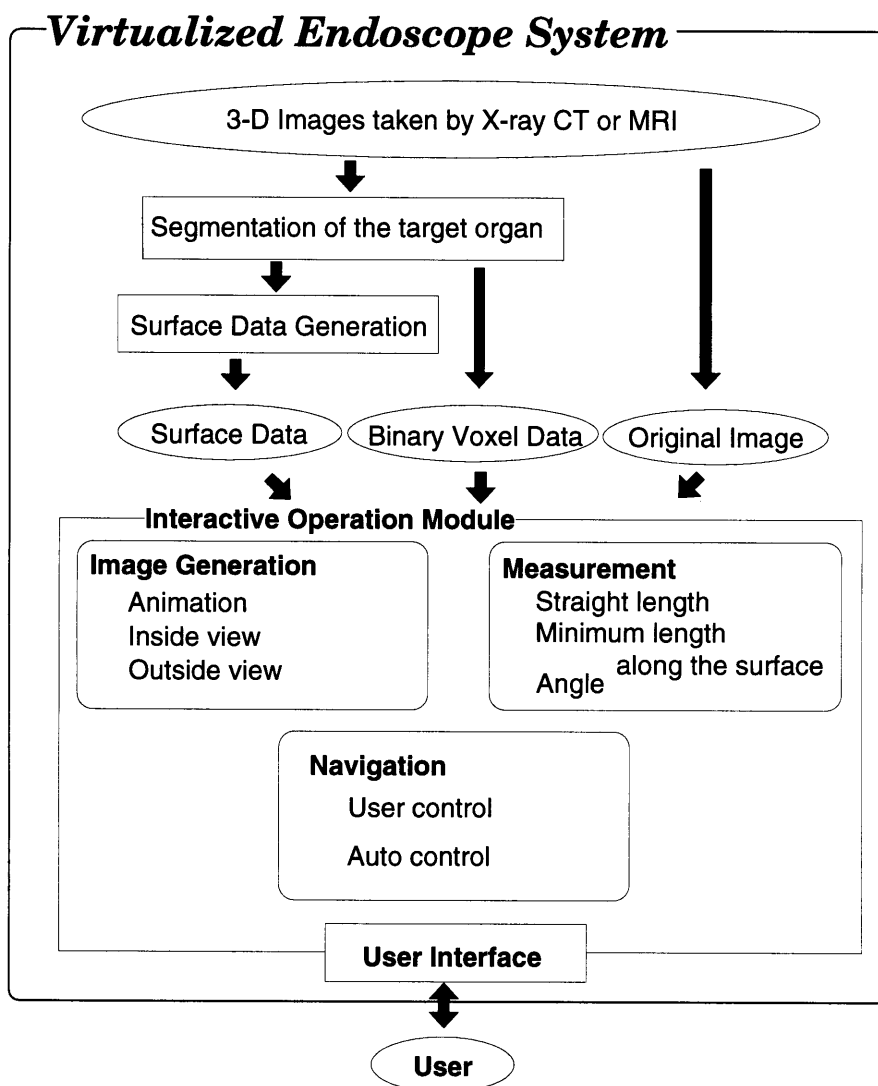 Virtualized Endoscope System
3-D Images taken by X-ray CT or MRI
Segmentation of the target organ
Surface Data Generation
Surface Data
Binary Voxel Data
Original Image
Interactive Operation Module
Image Generation
Animation
Inside view
Outside view
Measurement
Straight length
Minimum length
along the surface
Angle
Navigation
User control
Auto control
User Interface
User